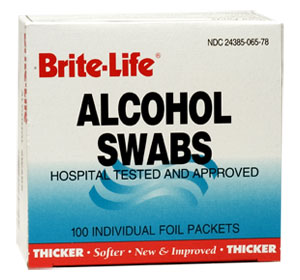 NDC 24385-065-78
Brite-Life®
ALCOHOL
SWABS
HOSPITAL TESTED AND APPROVED
100 INDIVIDUAL FOIL PACKETS
THICKER • Softer • New & Improved • THICKER